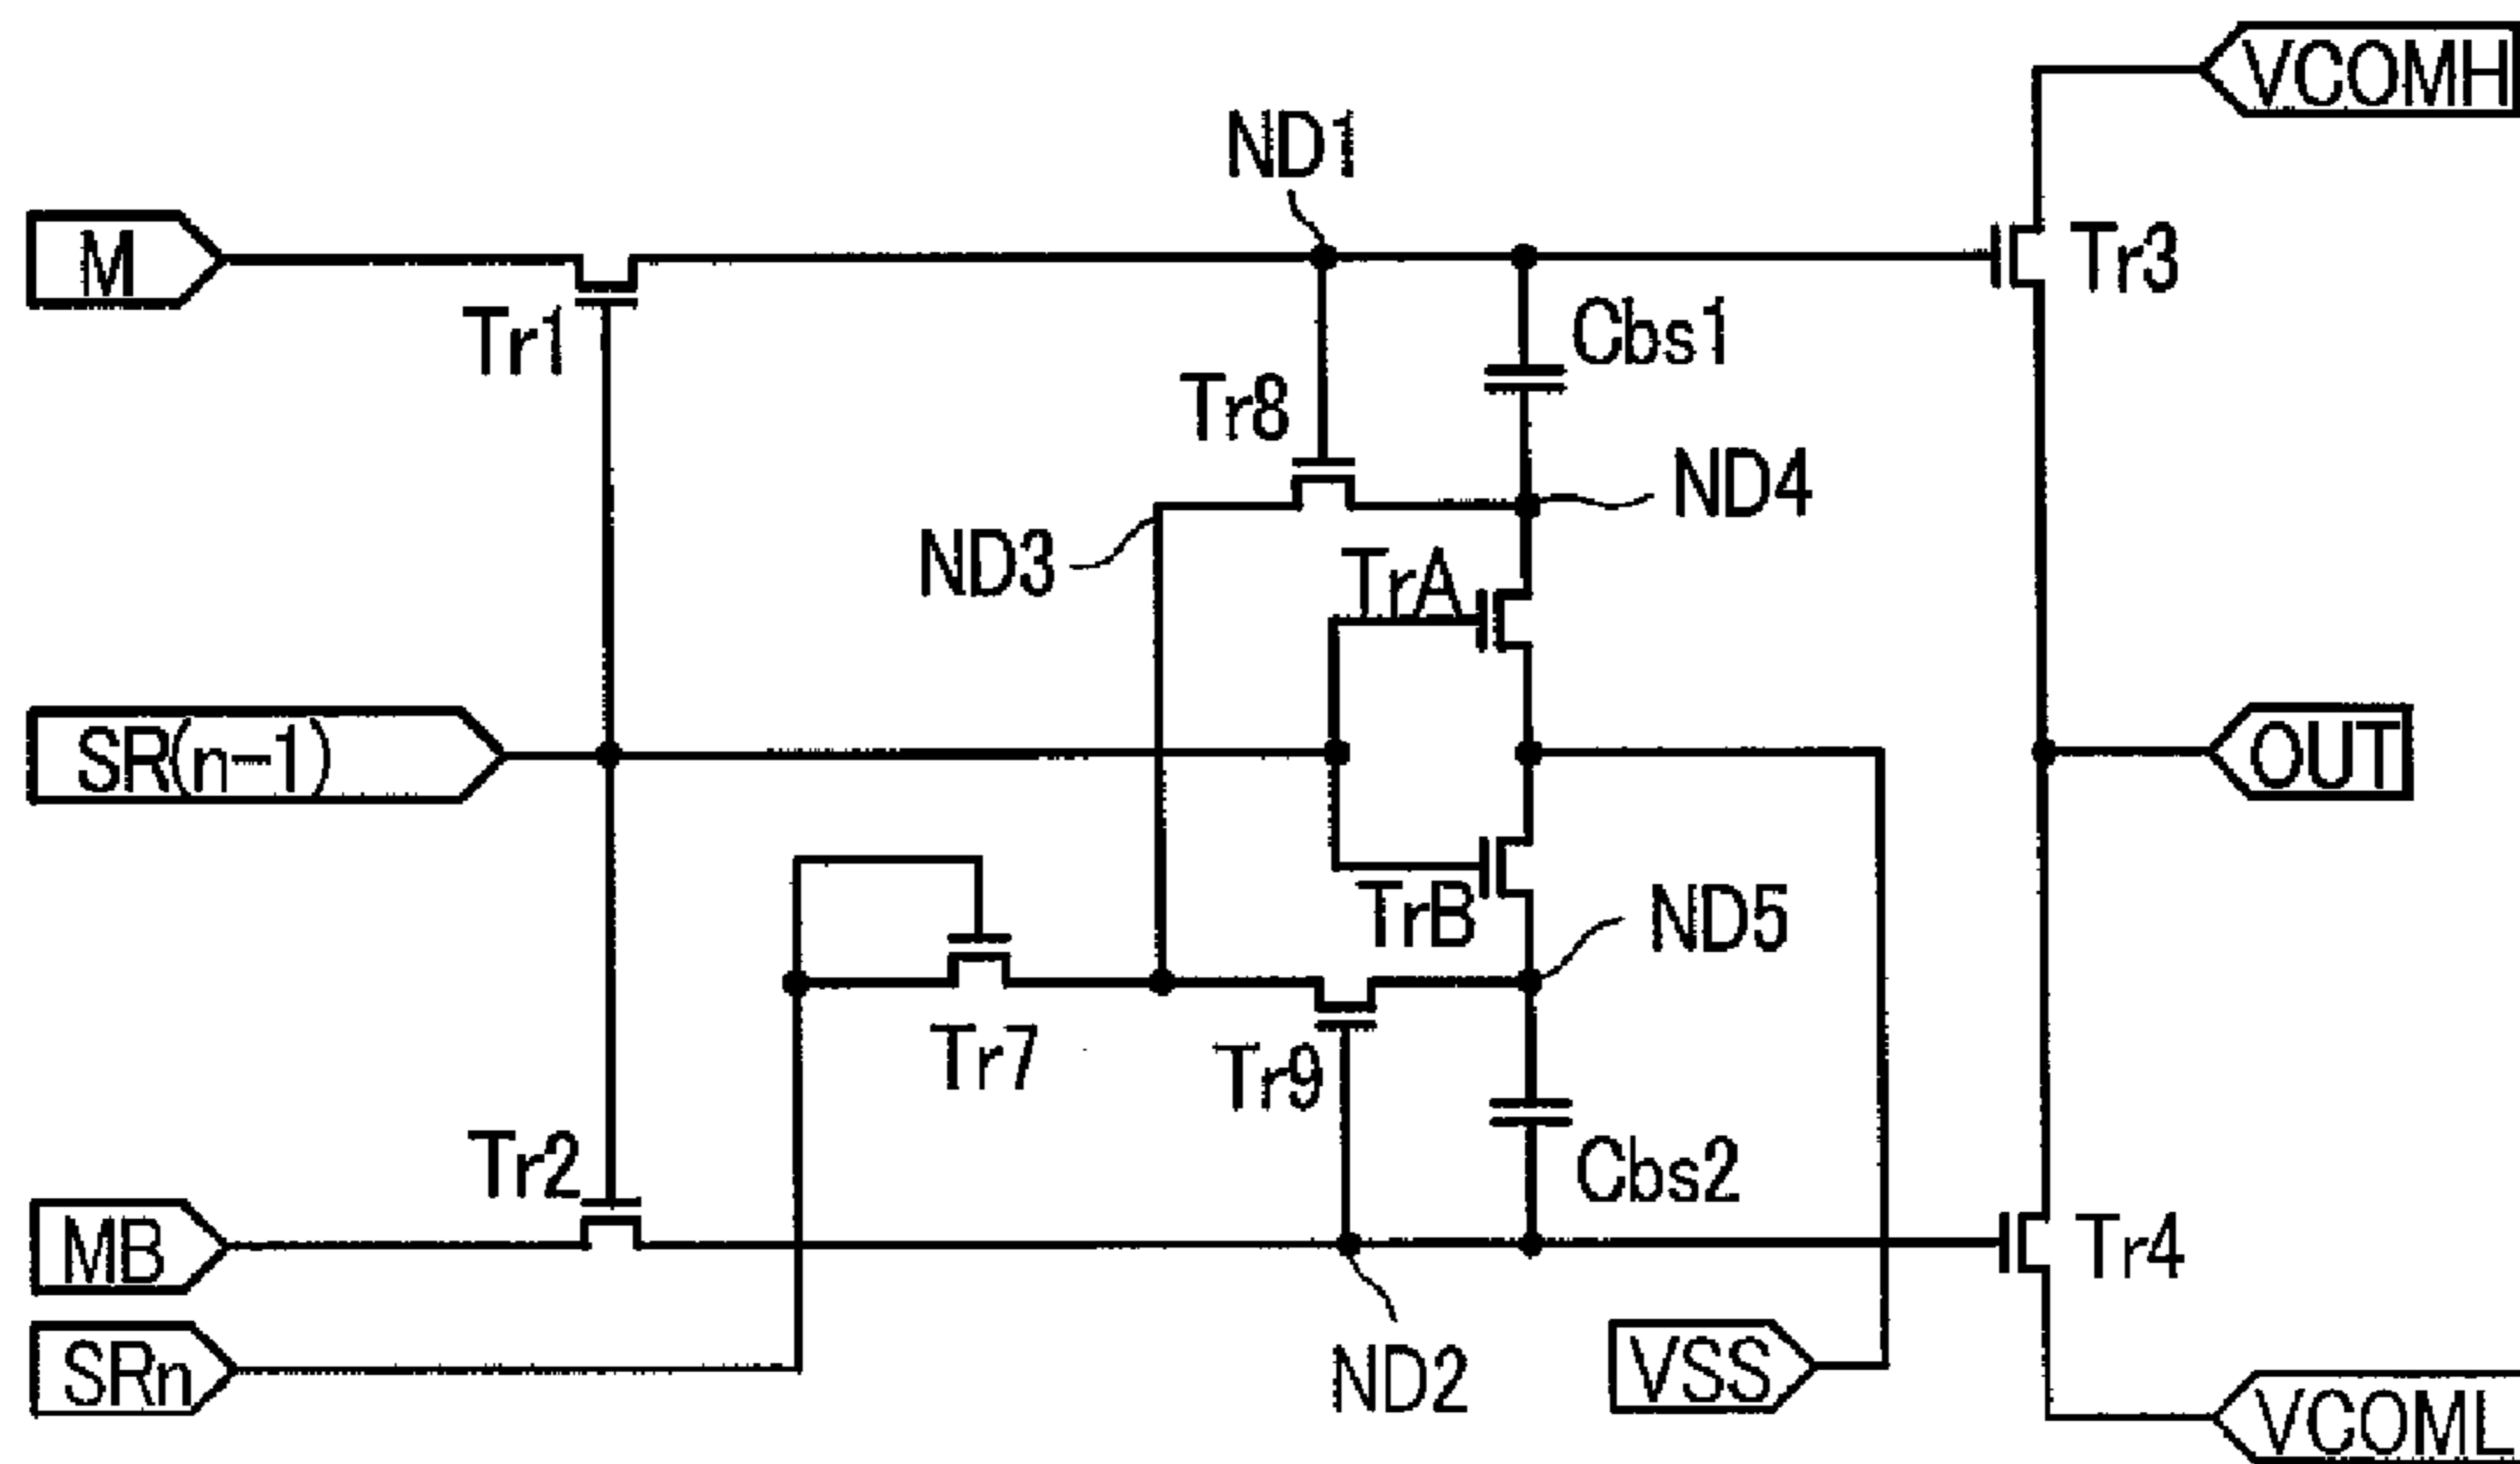 VCOMH
ND1
M
Tr3
Tr1
Cbs1
Tr8
ND4
ND3
TrA
SR(n-1)
OUT
TrB
ND5
Tr7
Tr9
Tr2
Cbs2
MB
Tr4
SRn
ND2
VSS
VCOML